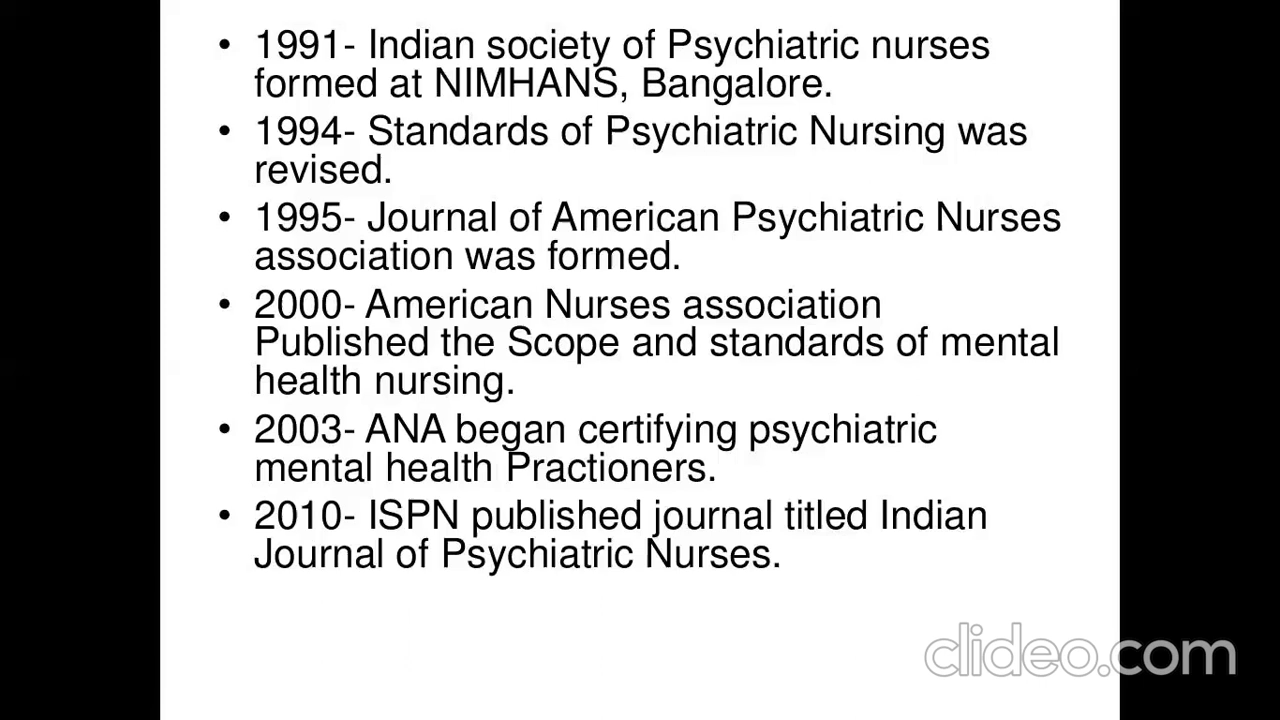 • 1991- Indian society of Psychiatric nurses
formed at NIMHANS, Bangalore.
• 1994- Standards of Psychiatric Nursing was
revised.
• 1995- Journal of American Psychiatric Nurses
association was formed.
• 2000- American Nurses association
Published the Scope and standards of mental
health nursing.
• 2003- ANA began certifying psychiatric
mental health Practioners.
• 2010- ISPN published journal titled Indian
Journal of Psychiatric Nurses.
clideo.com